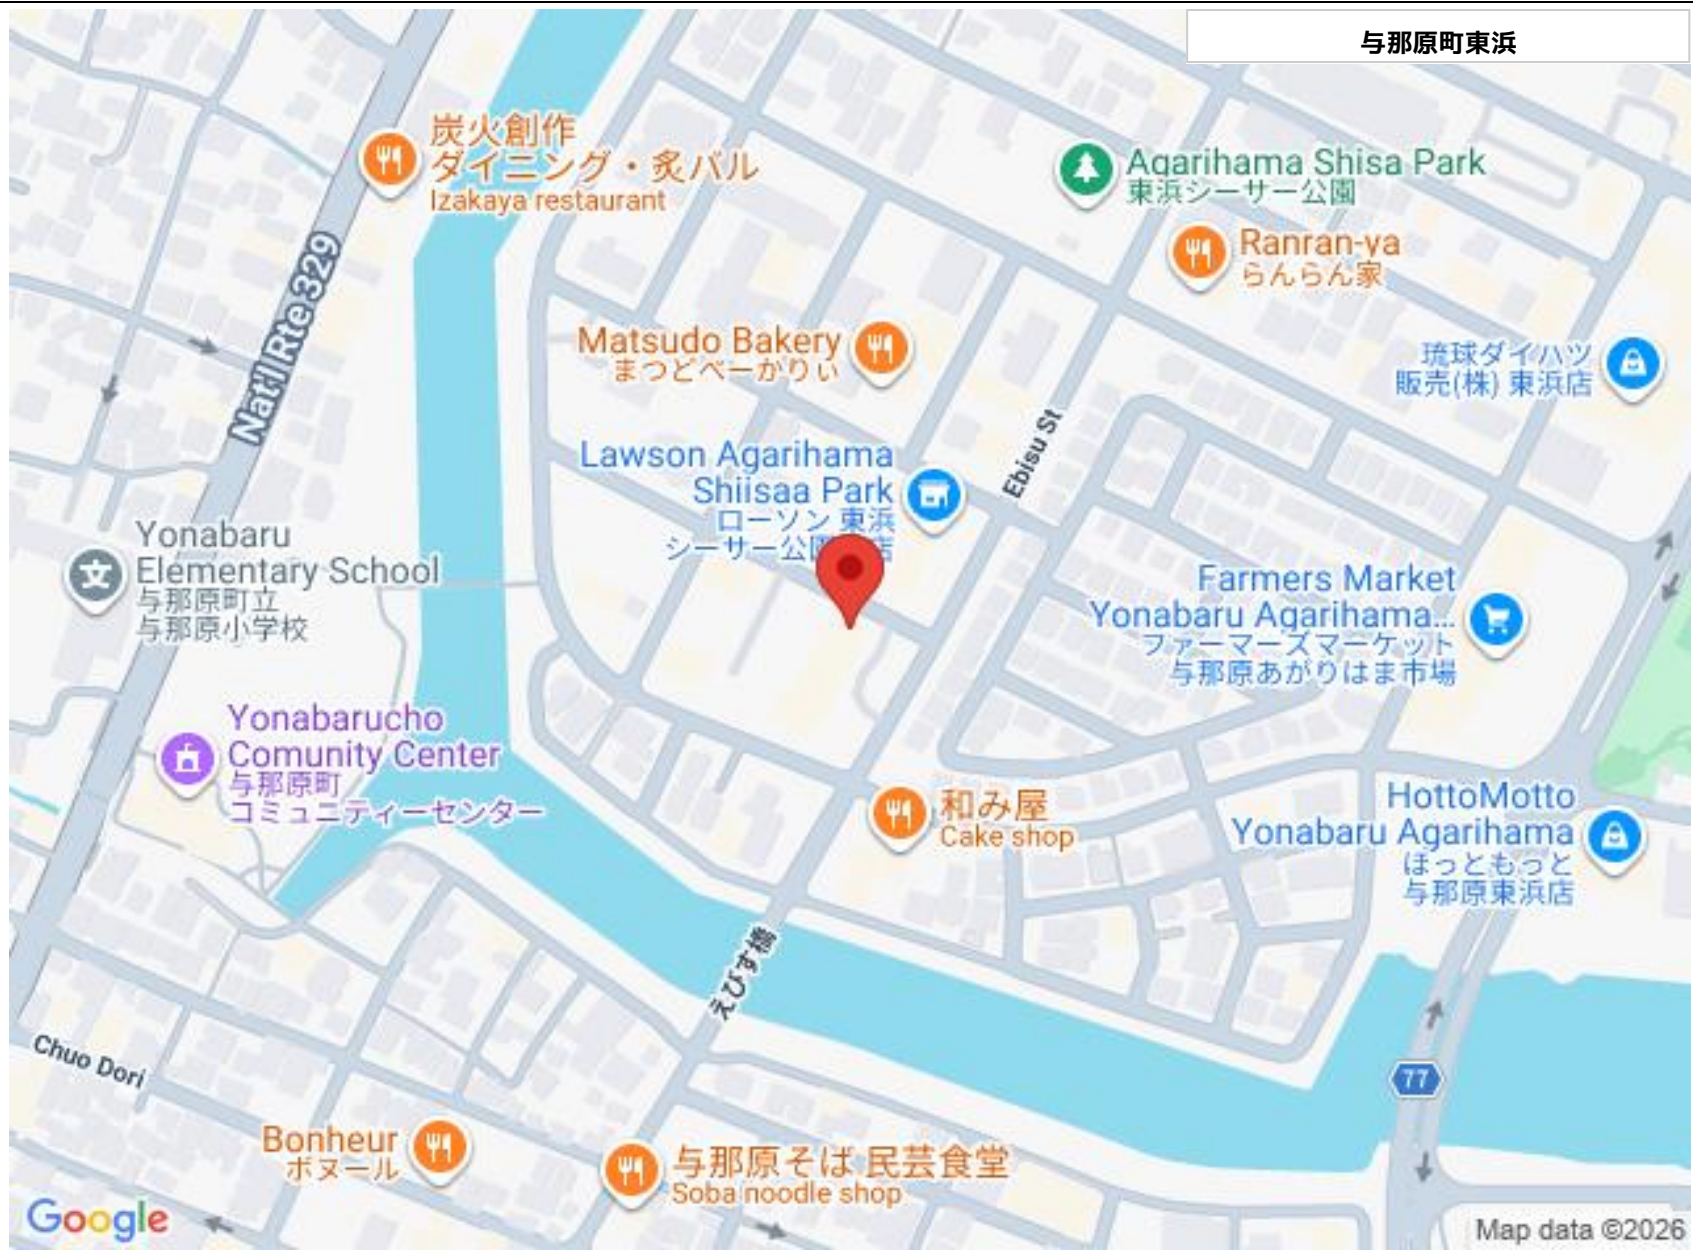 与那原町東浜
炭火創作
ダイニング・炙バル
Izakaya restaurant
Agarihama Shisa Park
東浜シーサー公園
Ranran-ya
らんらん家
Nat'l Rte 329
Matsudo Bakery
まつどべーかりぃ
琉球ダイハツ
販売(株) 東浜店
Ebisu St
Lawson Agarihama
Shiisaa Park
ローソン 東浜
シーサー公園 店
Yonabaru
Elementary School
与那原町立
与那原小学校
Farmers Market
Yonabaru Agarihama...
ファーマーズマーケット
与那原あがりはま市場
Yonabarucho
Comunity Center
与那原町
コミュニティーセンター
和み屋
Cake shop
HottoMotto
Yonabaru Agarihama
ほっともっと
与那原東浜店
えびす橋
Chuo Dori
77
Bonheur
ボヌール
与那原そば 民芸食堂
Soba noodle shop
Google
Map data ©2026